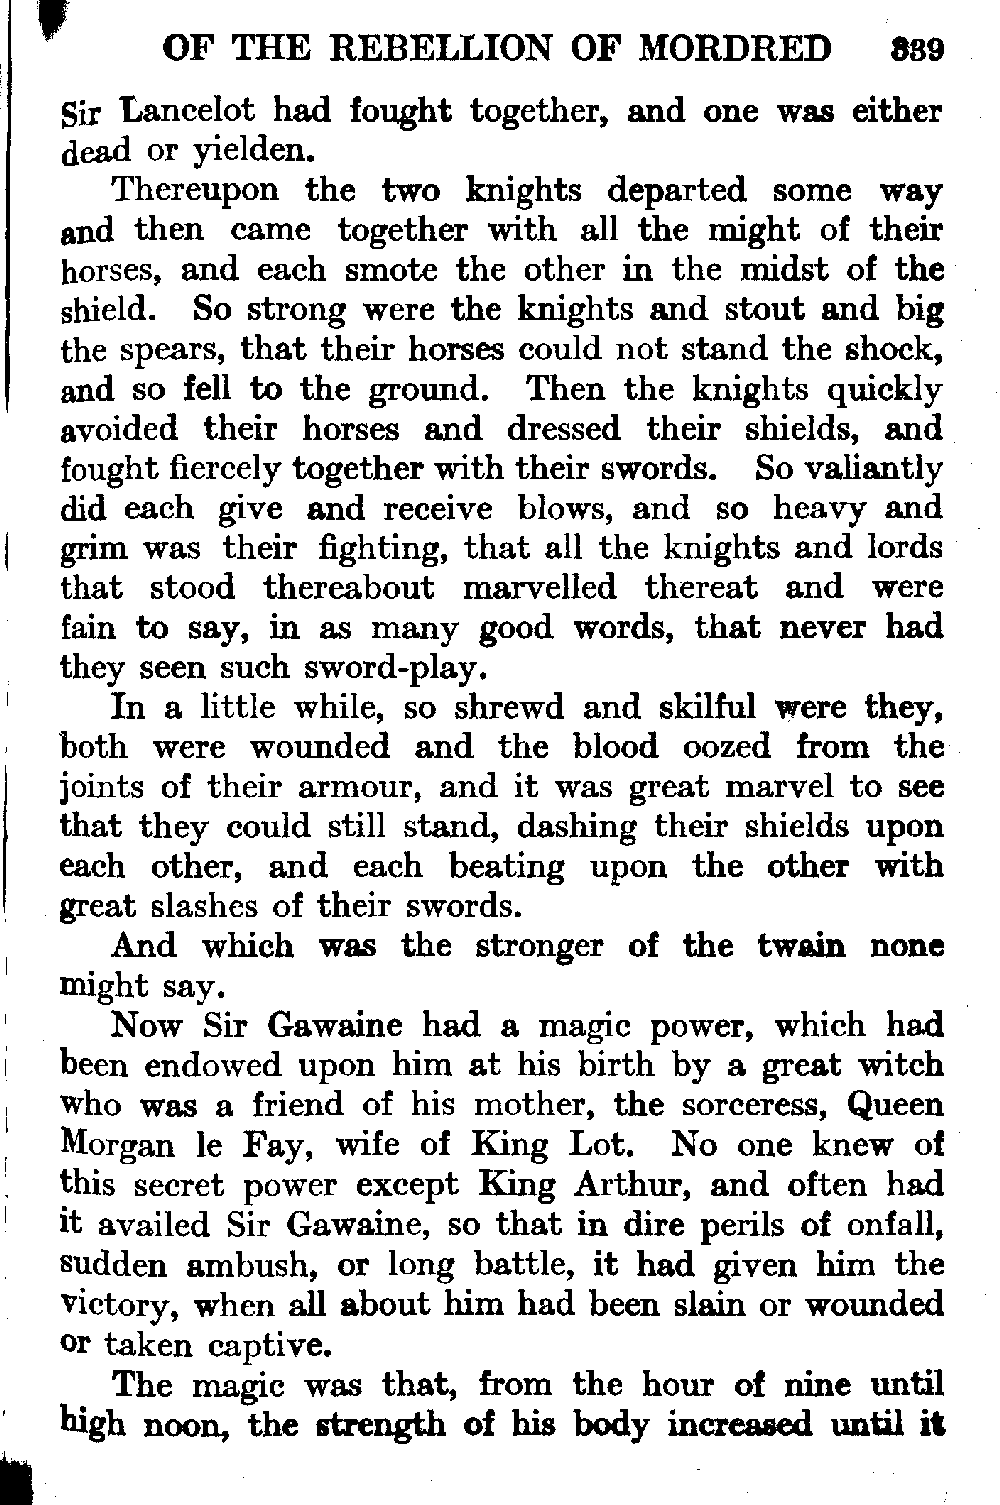 OF THE REBELLION OF MORDRED 339
Sir Lancelot had fought together, and one was either
dead or yielden.
Thereupon the two knights departed some way
and then came together with all the might of their
horses, and each smote the other in the midst of the
shield. So strong were the knights and stout and big
the spears, that their horses could not stand the shock,
and so fell to the ground. Then the knights quickly
avoided their horses and dressed their shields, and
fought fiercely together with their swords. So valiantly
did each give and receive blows, and so heavy and
grim was their fighting, that all the knights and lords
that stood thereabout marvelled thereat and were
fain to say, in as many good words, that never had
they seen such sword-play.
In a little while, so shrewd and skilful were they,
both were wounded and the blood oozed from the
joints of their armour, and it was great marvel to see
that they could still stand, dashing their shields upon
each other, and each beating upon the other with
great slashes of their swords.
And which was the stronger of the twain none
might say.
Now Sir Gawaine had a magic power, which had
been endowed upon him at his birth by a great witch
who was a friend of his mother, the sorceress, Queen
Morgan le Fay, wife of King Lot. No one knew of
this secret power except King Arthur, and often had
it availed Sir Gawaine, so that in dire perils of onfall,
sudden ambush, or long battle, it had given him the
victory, when all about him had been slain or wounded
or taken captive.
The magic was that, from the hour of nine until
high noon, the strength of his body increased until it